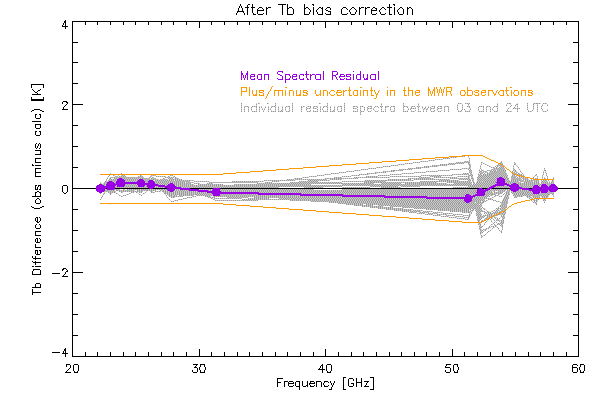 After Tb bias correction
Mean Spectral Residual
Plus/minus uncertainty in the MWR observations
Individual residual spectra between 03 and 24 UTC
Tb Difference (obs minus calc) [K]
4
2
0
-2
-4
20 30 40 50 60
Frequency [GHz]